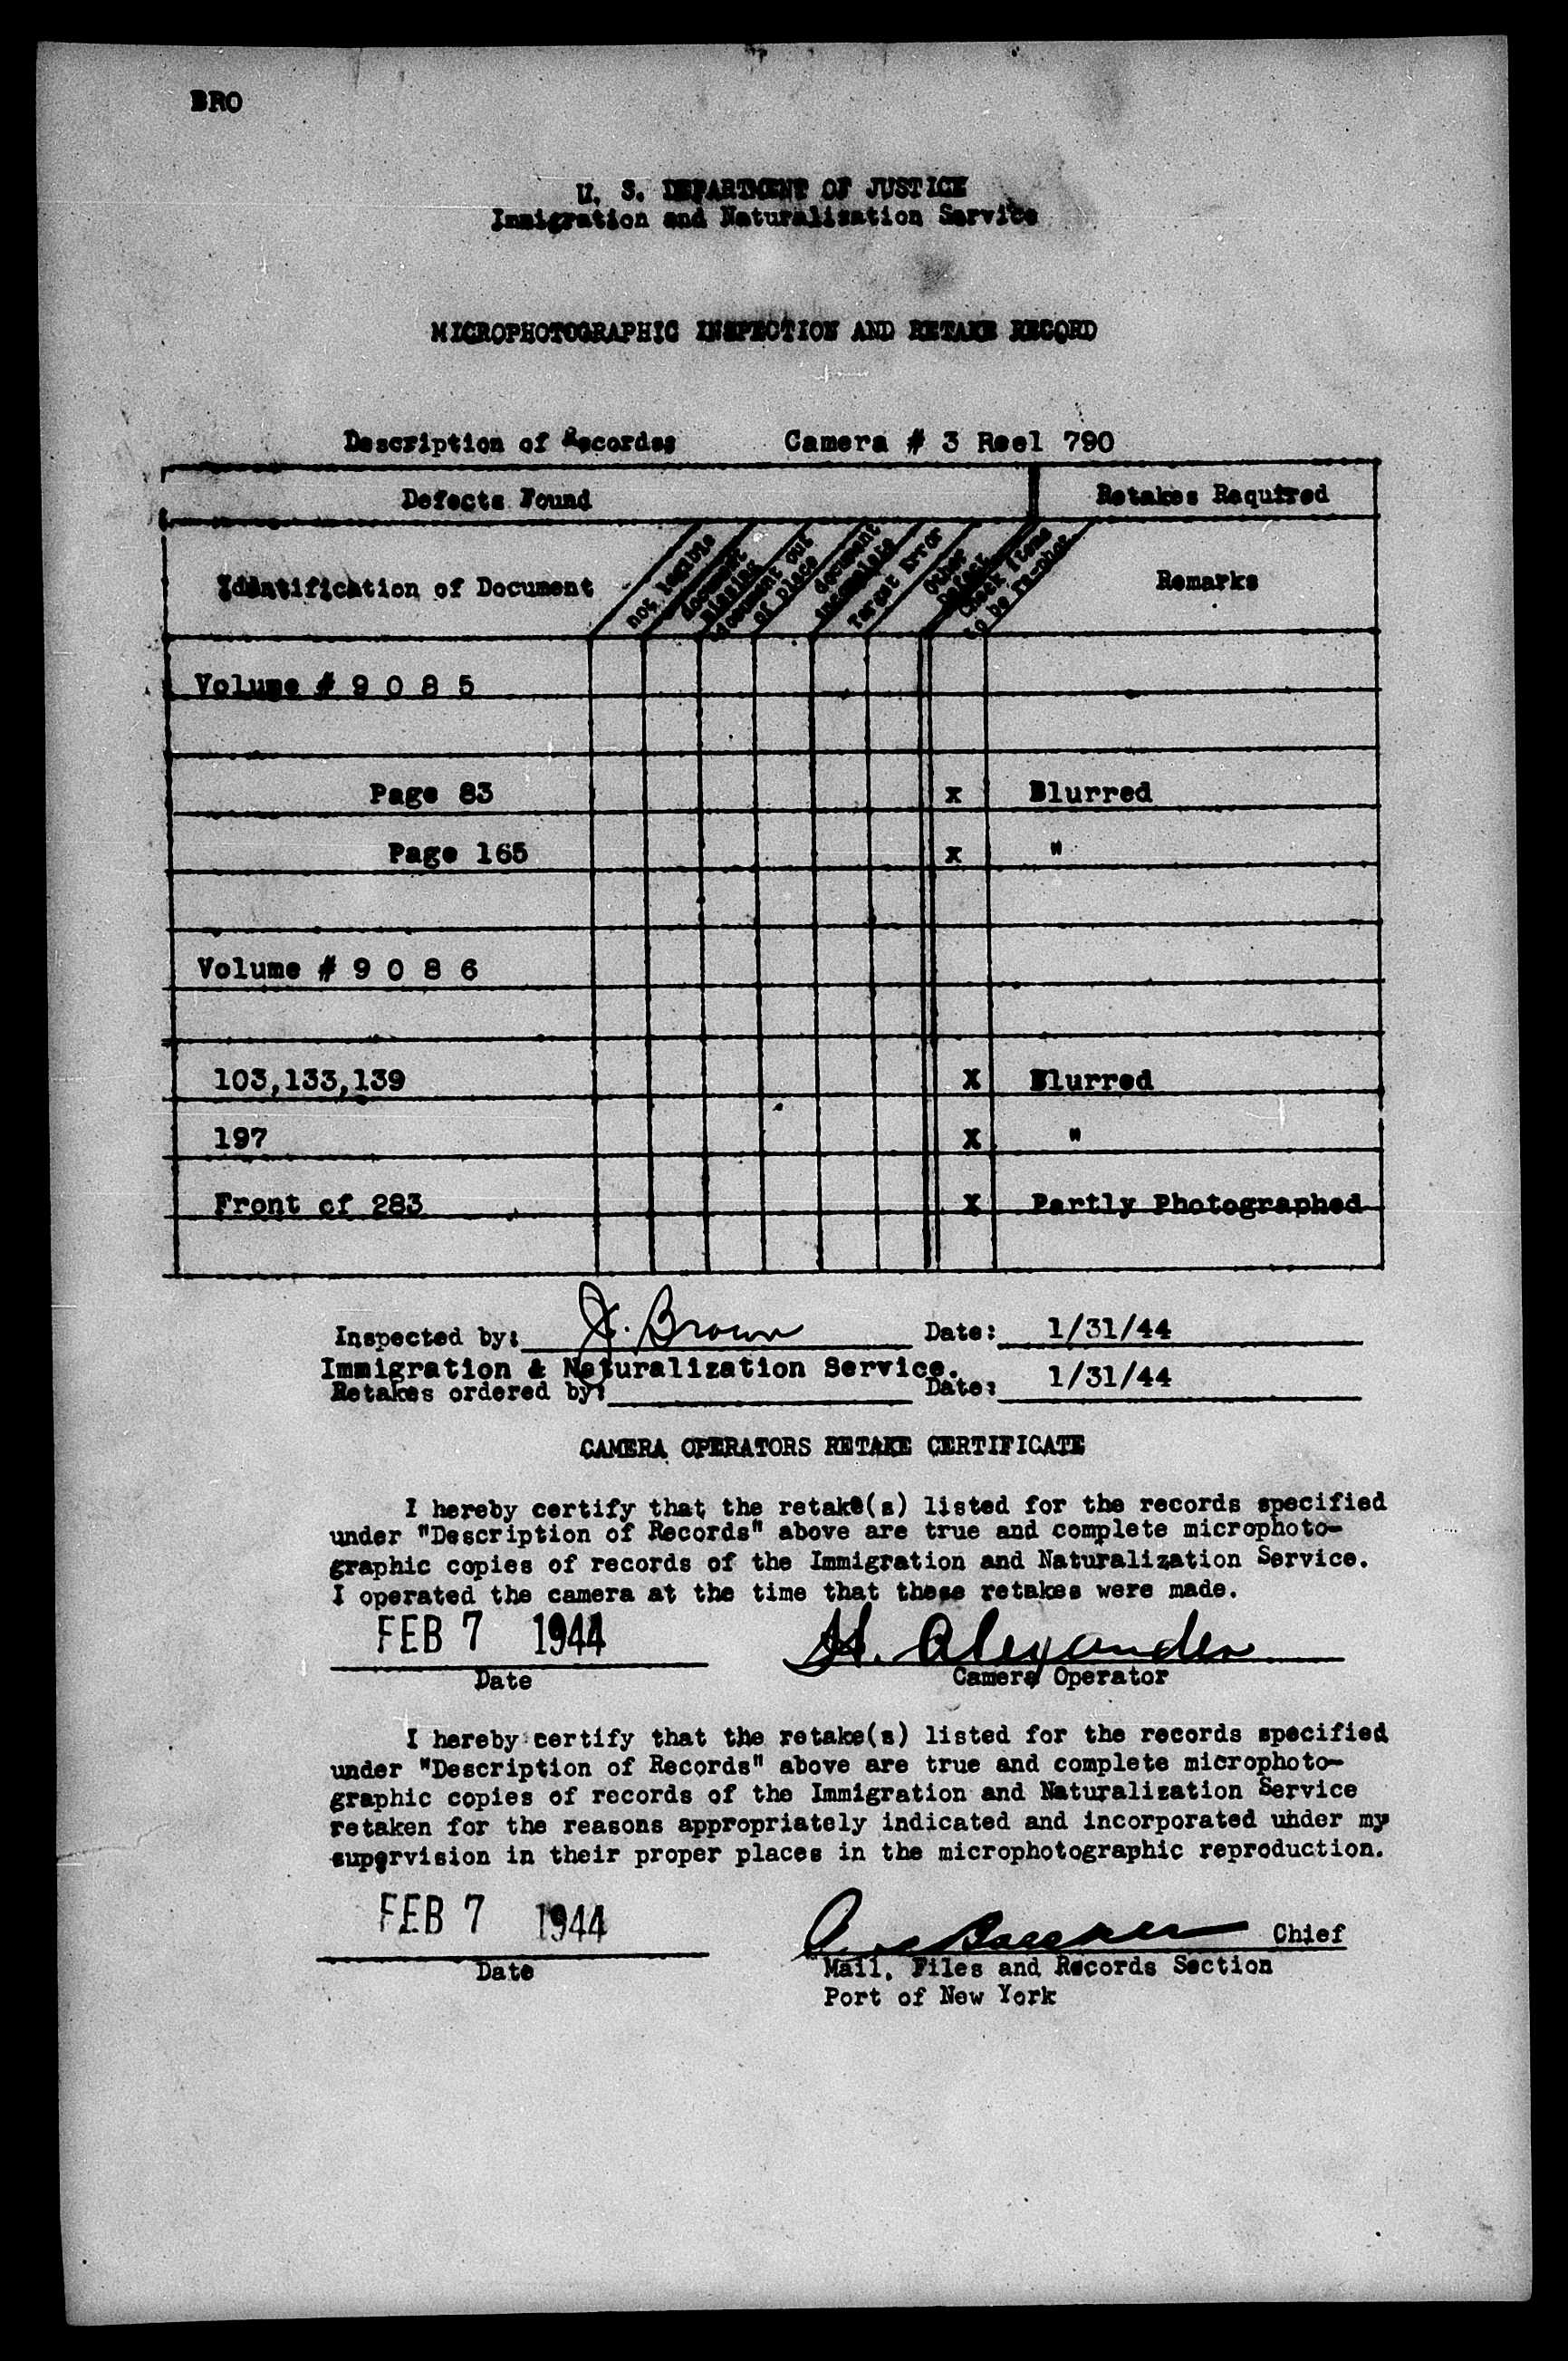 BRO
U. S. DEPARTMENT OF JUSTICE
Immigration and Naturalization Service
MICROPHOTOGRAPHIC INSPECTION AND RETAKE RECORD
Description of Recordss Camera # 3 Reel 790
Defects Found Retakes Required
Identification of Document
not legible
document missing
document out of place
document incomplete
Target Error
Other Defect
Check items to be re-phot
Remarks
Volume # 9 0 8 5
Page 83 x Blurred
Page 165 x "
Volume # 9 0 8 6
103,133,139 X Blurred
197 X "
Front of 283 X Partly Photographed
Inspected by: J. Brown Date: 1/31/44
Immigration & Naturalization Service.
Retakes ordered by: Date: 1/31/44
CAMERA OPERATORS RETAKE CERTIFICATE
I hereby certify that the retake(s) listed for the records specified
under "Description of Records" above are true and complete microphoto-
graphic copies of records of the Immigration and Naturalization Service.
I operated the camera at the time that these retakes were made.
FEB 7 1944 H. Alexander
Date Camera Operator
I hereby certify that the retake(s) listed for the records specified
under "Description of Records" above are true and complete microphoto-
graphic copies of records of the Immigration and Naturalization Service
retaken for the reasons appropriately indicated and incorporated under my
supervision in their proper places in the microphotographic reproduction.
FEB 7 1944 Chief
Date Mail, Files and Records Section
Port of New York